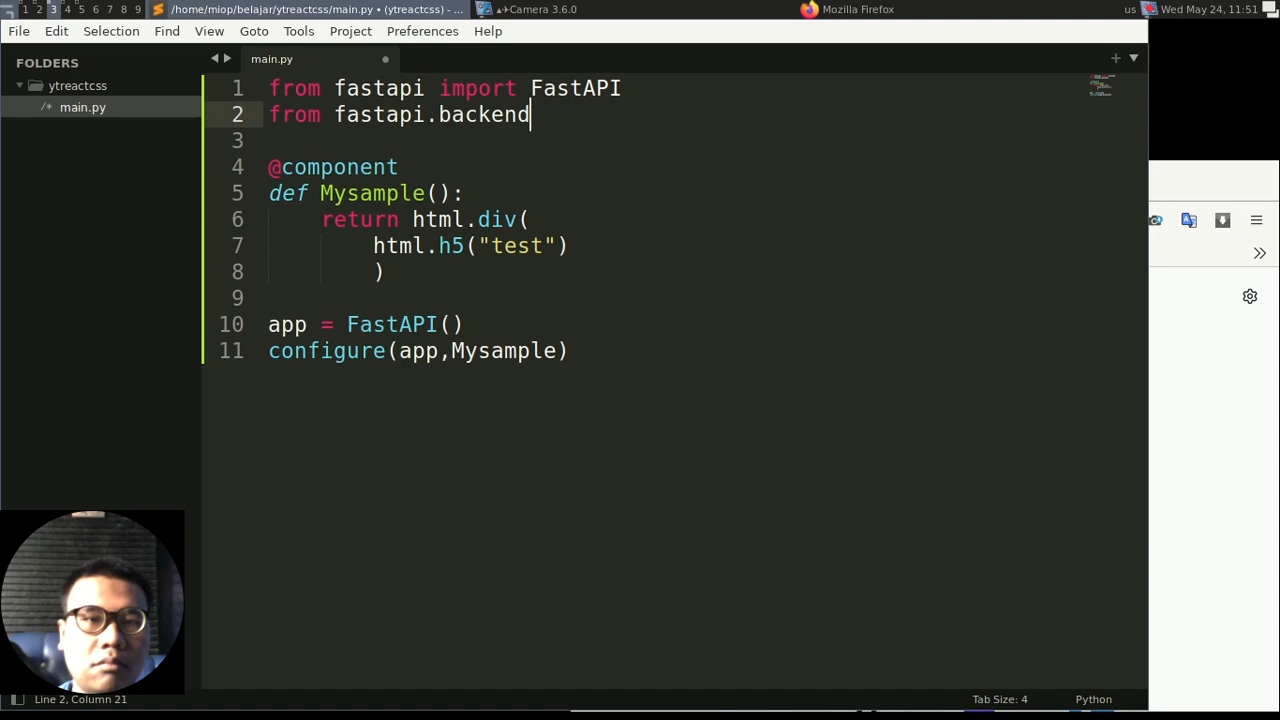 1 2 3 4 5 6 7 8 9 /home/miop/belajar/ytreactcss/main.py • (ytreactcss) - ... Camera 3.6.0 Mozilla Firefox us Wed May 24, 11:51
File Edit Selection Find View Goto Tools Project Preferences Help
FOLDERS
ytreactcss
/* main.py
main.py
1 from fastapi import FastAPI
2 from fastapi.backend
3
4 @component
5 def Mysample():
6 return html.div(
7 html.h5("test")
8 )
9
10 app = FastAPI()
11 configure(app,Mysample)
Line 2, Column 21 Tab Size: 4 Python